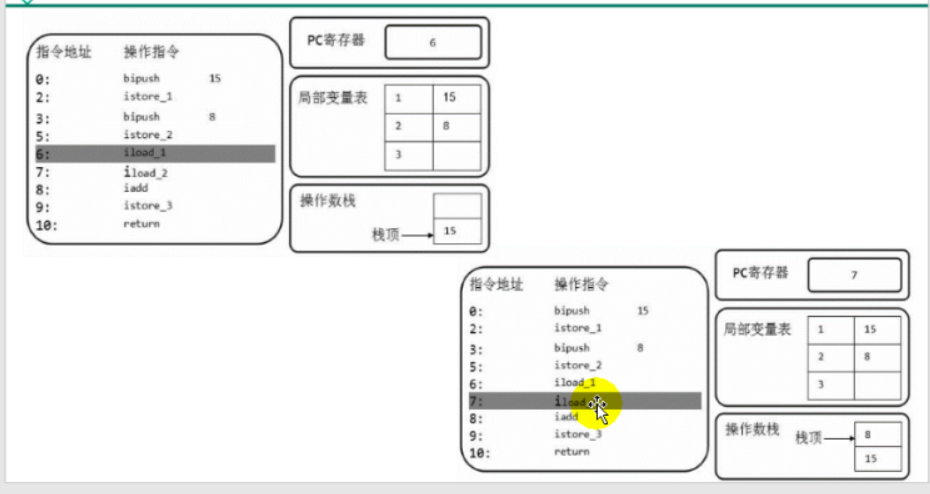 指令地址 操作指令
0: bipush 15
2: istore_1
3: bipush 8
5: istore_2
6: iload_1
7: iload_2
8: iadd
9: istore_3
10: return
PC寄存器 6
局部变量表 1 15
2 8
3
操作数栈
栈顶 15
指令地址 操作指令
0: bipush 15
2: istore_1
3: bipush 8
5: istore_2
6: iload_1
7: iload
8: iadd
9: istore_3
10: return
PC寄存器 7
局部变量表 1 15
2 8
3
操作数栈 栈顶 8
15